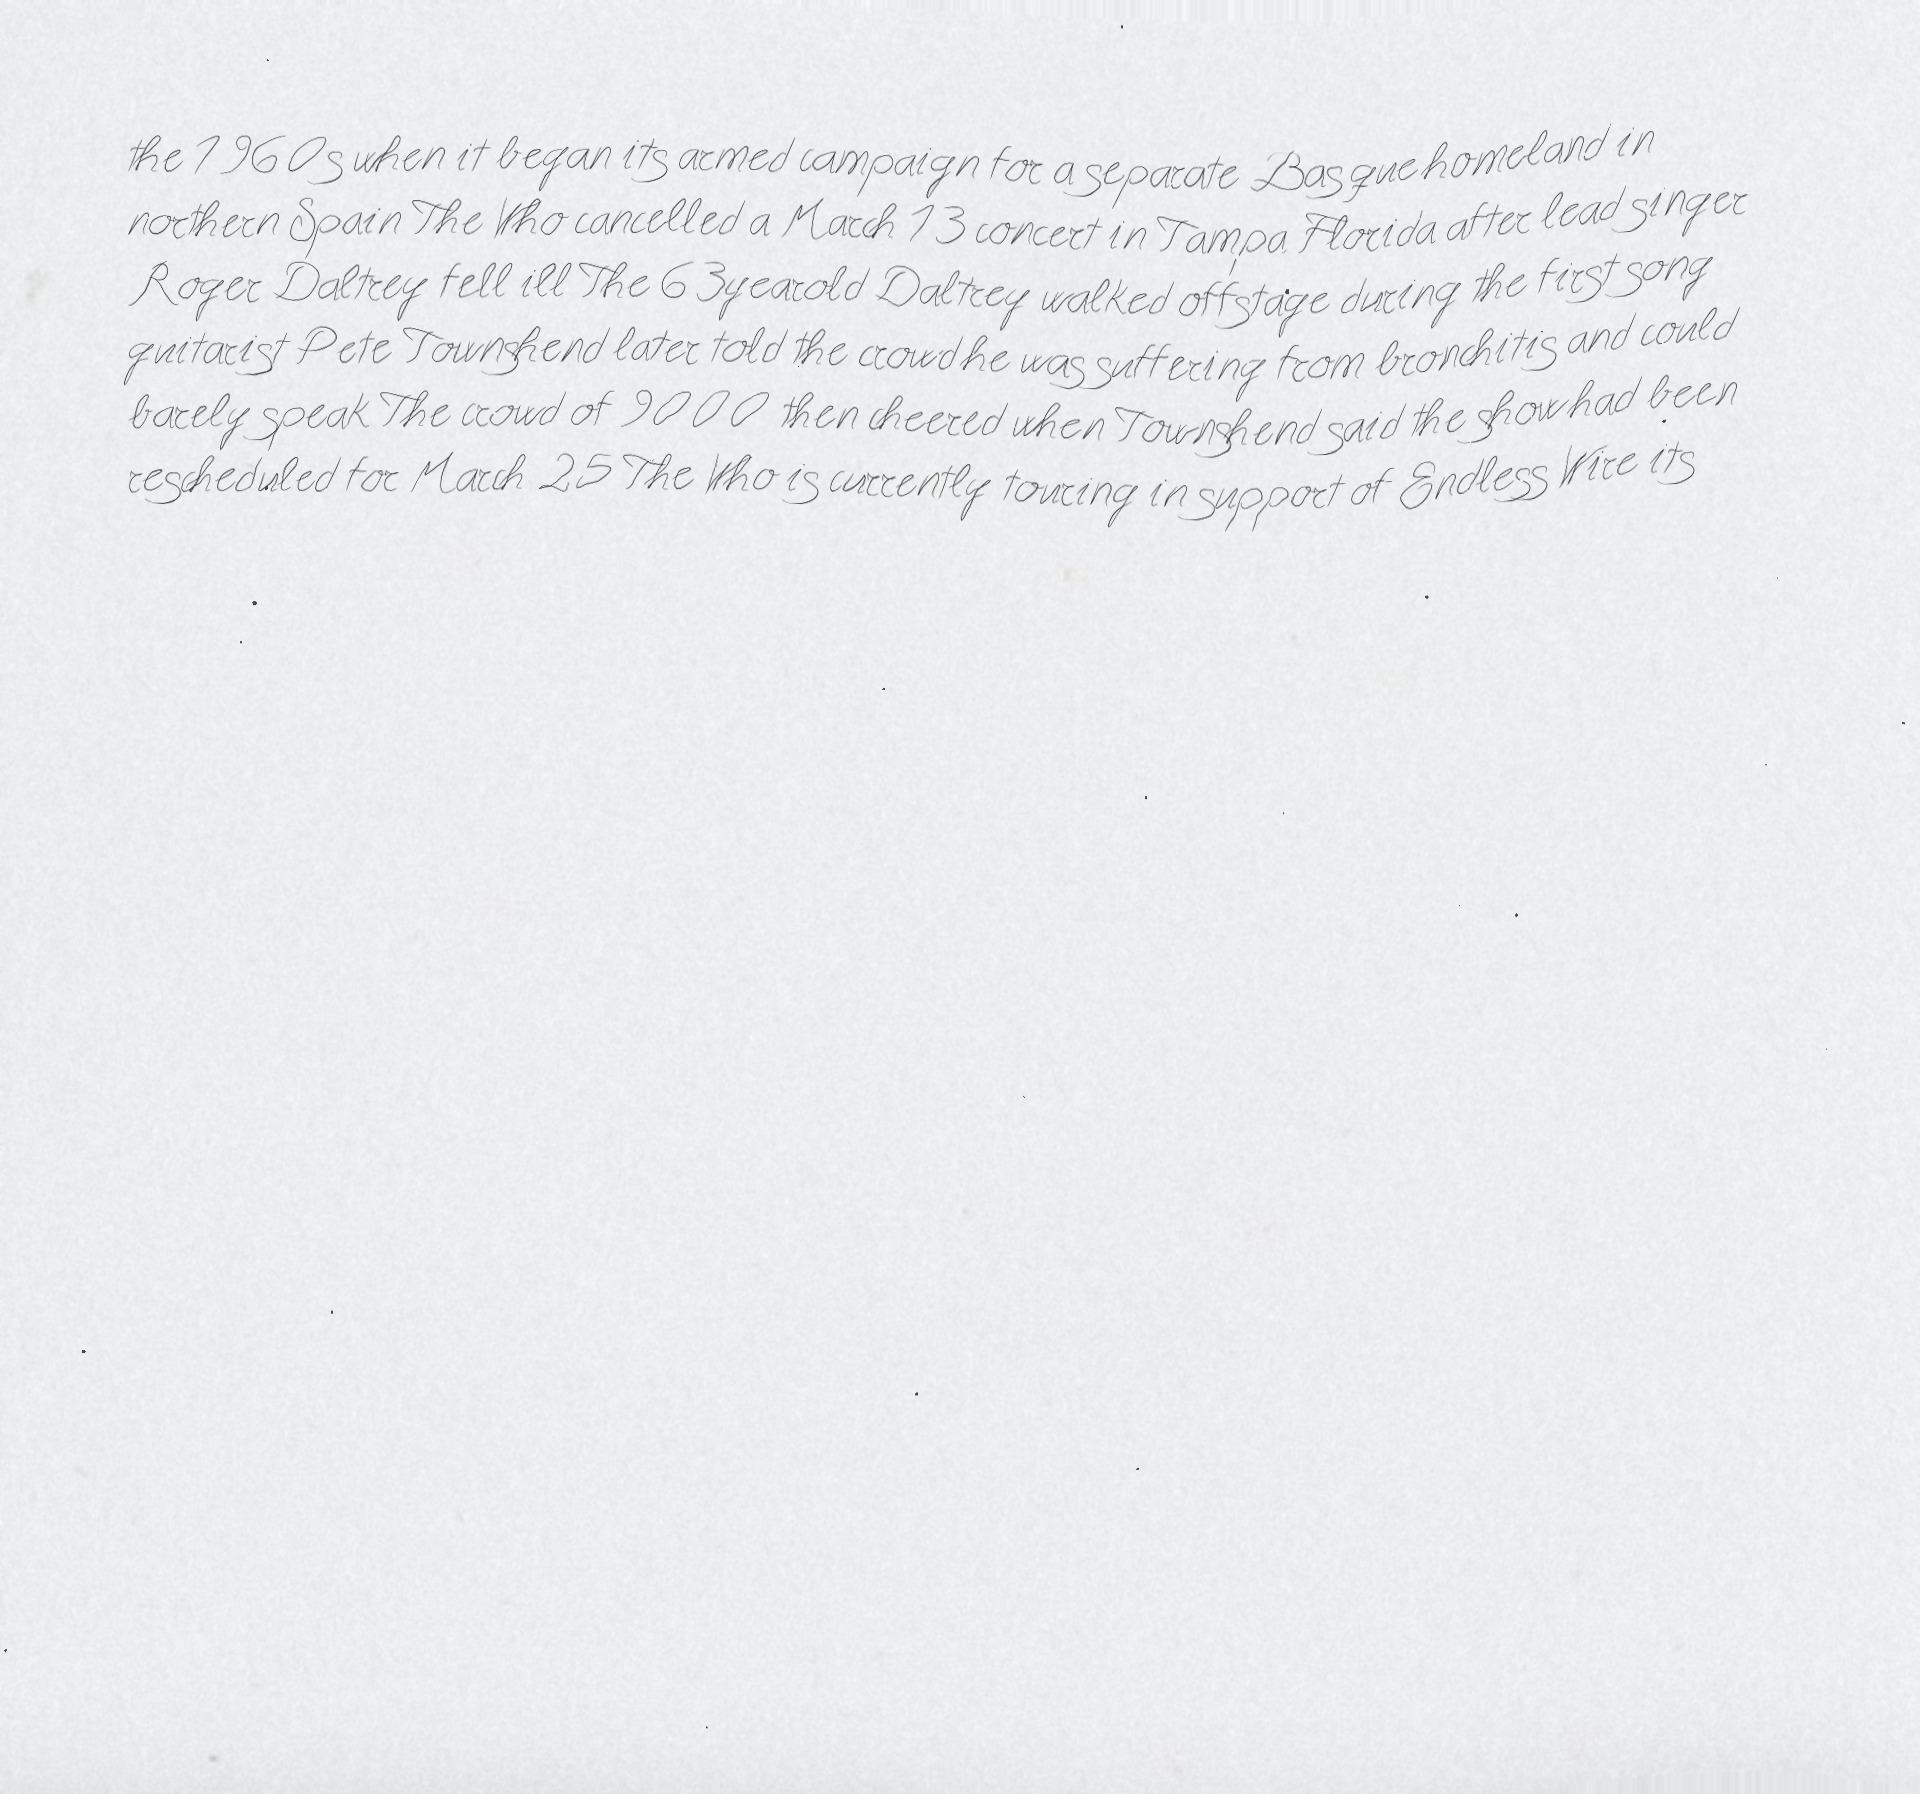 the 1960s when it began its armed campaign for a separate Basque homeland in
northern Spain The Who cancelled a March 13 concert in Tampa Florida after lead singer
Roger Daltrey fell ill The 63yearold Daltrey walked offstage during the first song
guitarist Pete Townshend later told the crowd he was suffering from bronchitis and could
barely speak The crowd of 9000 then cheered when Townshend said the show had been
rescheduled for March 25 The Who is currently touring in support of Endless Wire its